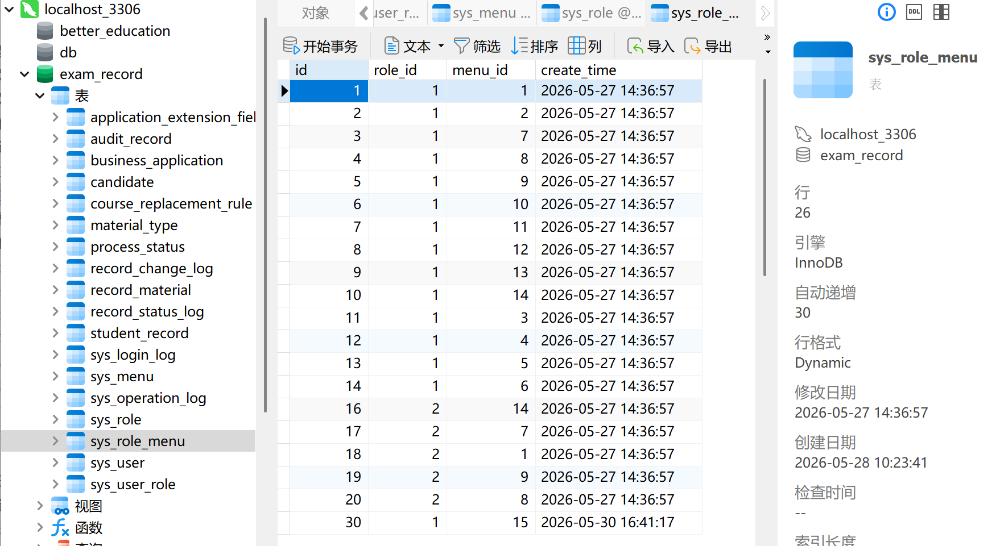 localhost_3306
better_education
db
exam_record
表
application_extension_fiel
audit_record
business_application
candidate
course_replacement_rule
material_type
process_status
record_change_log
record_material
record_status_log
student_record
sys_login_log
sys_menu
sys_operation_log
sys_role
sys_role_menu
sys_user
sys_user_role
视图
函数
查询
对象 user_r... sys_menu ... sys_role @... sys_role_...
开始事务 文本 筛选 排序 列 导入 导出 »
id role_id menu_id create_time
1 1 1 2026-05-27 14:36:57
2 1 2 2026-05-27 14:36:57
3 1 7 2026-05-27 14:36:57
4 1 8 2026-05-27 14:36:57
5 1 9 2026-05-27 14:36:57
6 1 10 2026-05-27 14:36:57
7 1 11 2026-05-27 14:36:57
8 1 12 2026-05-27 14:36:57
9 1 13 2026-05-27 14:36:57
10 1 14 2026-05-27 14:36:57
11 1 3 2026-05-27 14:36:57
12 1 4 2026-05-27 14:36:57
13 1 5 2026-05-27 14:36:57
14 1 6 2026-05-27 14:36:57
16 2 14 2026-05-27 14:36:57
17 2 7 2026-05-27 14:36:57
18 2 1 2026-05-27 14:36:57
19 2 9 2026-05-27 14:36:57
20 2 8 2026-05-27 14:36:57
30 1 15 2026-05-30 16:41:17
DDL
sys_role_menu
表
localhost_3306
exam_record
行
26
引擎
InnoDB
自动递增
30
行格式
Dynamic
修改日期
2026-05-27 14:36:57
创建日期
2026-05-28 10:23:41
检查时间
--
索引长度